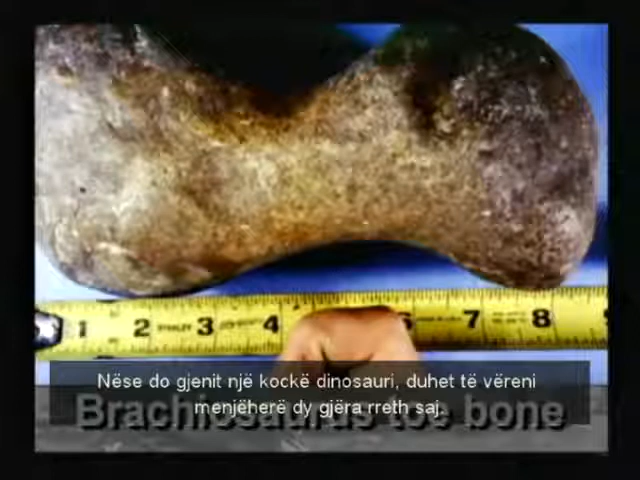 1 2 STANLEY 3 4 6 7 8
Nëse do gjenit një kockë dinosauri, duhet të vëreni
menjëherë dy gjëra rreth saj.
Brachiosaurus toe bone